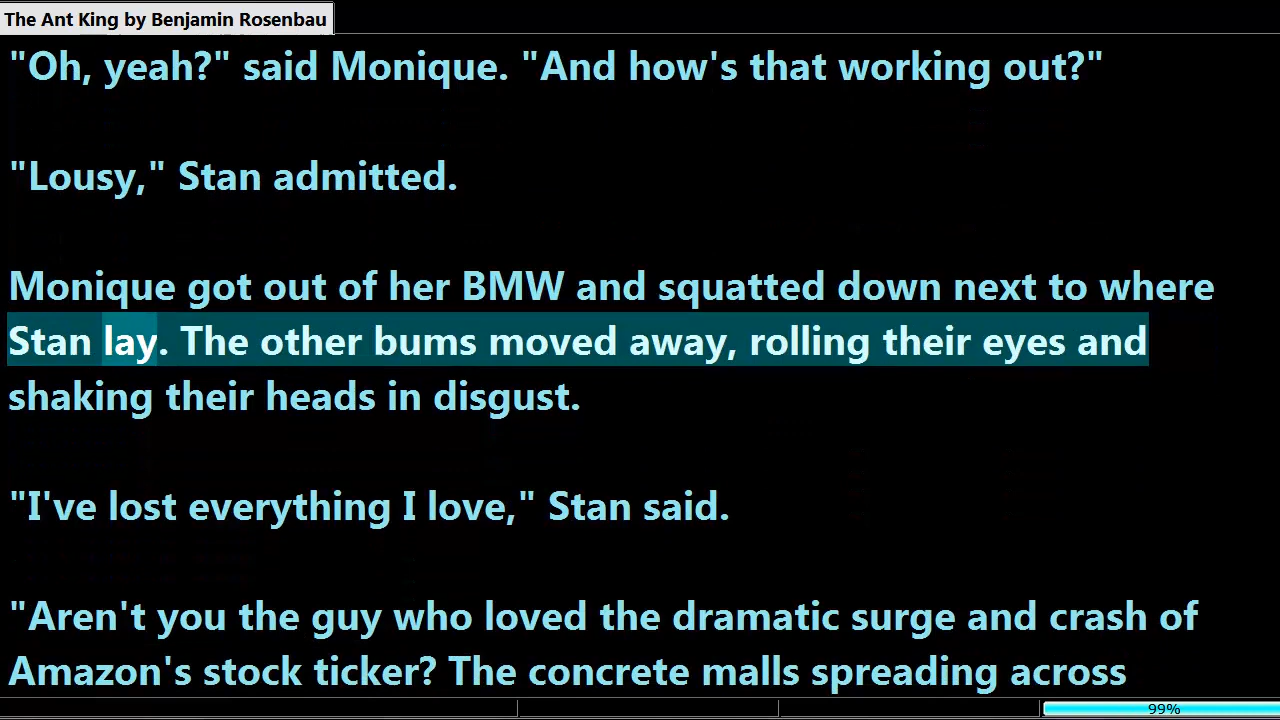 The Ant King by Benjamin Rosenbau
"Oh, yeah?" said Monique. "And how's that working out?"
"Lousy," Stan admitted.
Monique got out of her BMW and squatted down next to where
Stan lay. The other bums moved away, rolling their eyes and
shaking their heads in disgust.
"I've lost everything I love," Stan said.
"Aren't you the guy who loved the dramatic surge and crash of
Amazon's stock ticker? The concrete malls spreading across
99%